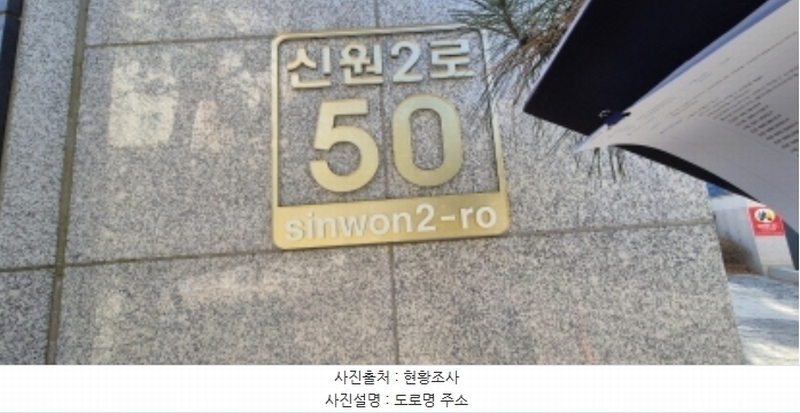 신원2로
50
sinwon2-ro
사진출처 : 현황조사
사진설명 : 도로명 주소